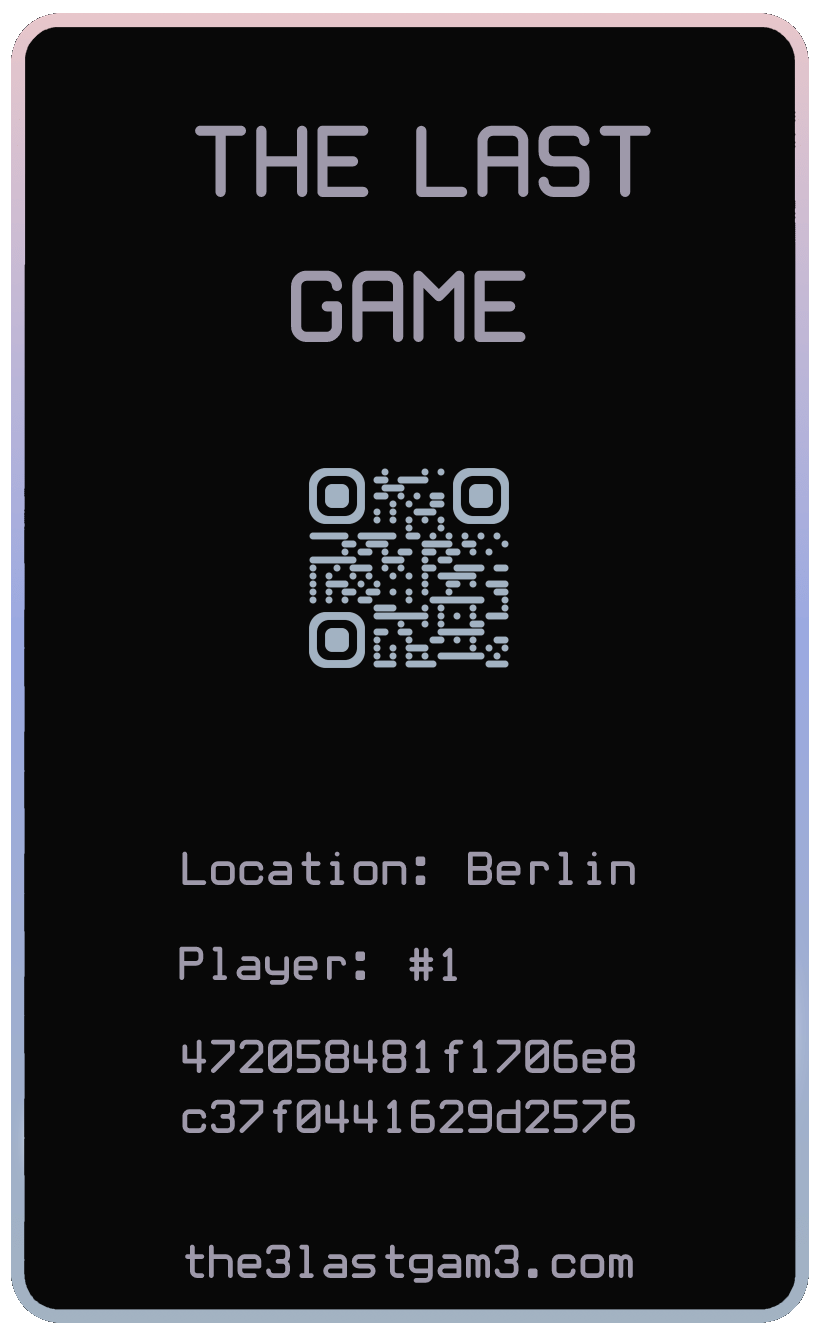 THE LAST
GAME
Location: Berlin
Player: #1
472058481f1706e8
c37f0441629d2576
the3lastgam3.com